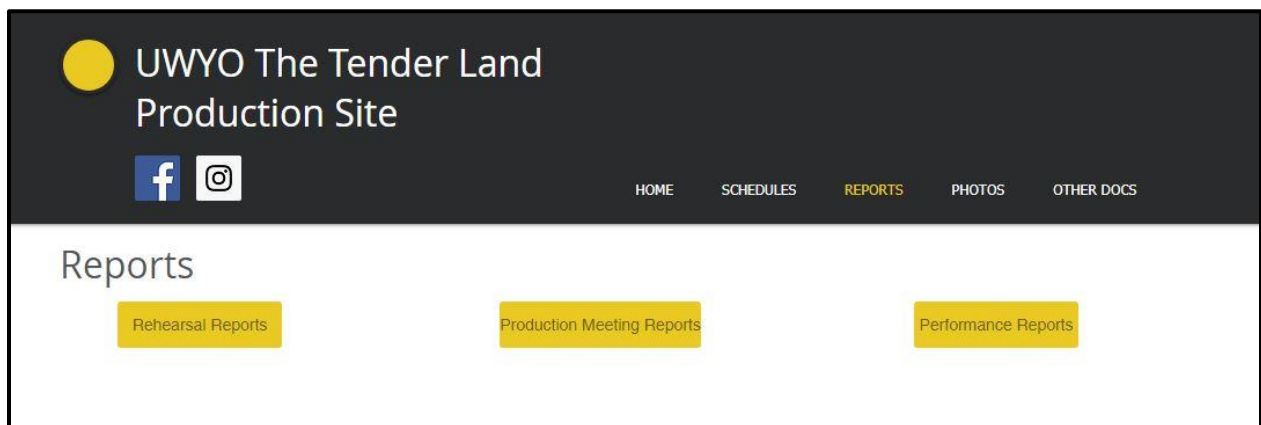 UWYO The Tender Land
Production Site
HOME SCHEDULES REPORTS PHOTOS OTHER DOCS
Reports
Rehearsal Reports Production Meeting Reports Performance Reports